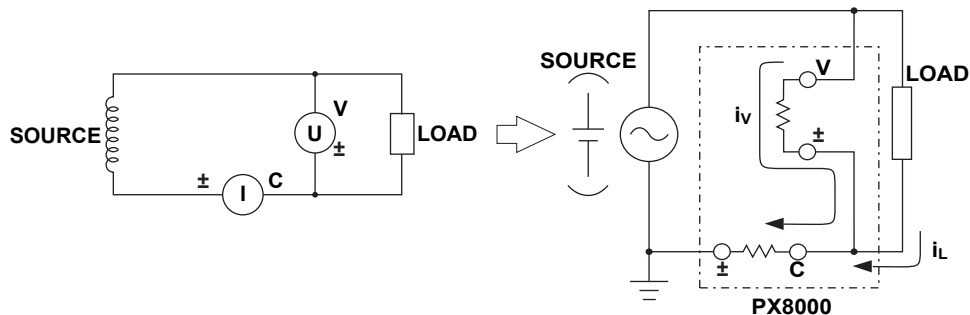 SOURCE
V
U
±
LOAD
±
I
C
SOURCE
V
LOAD
iV
±
±
C
iL
PX8000